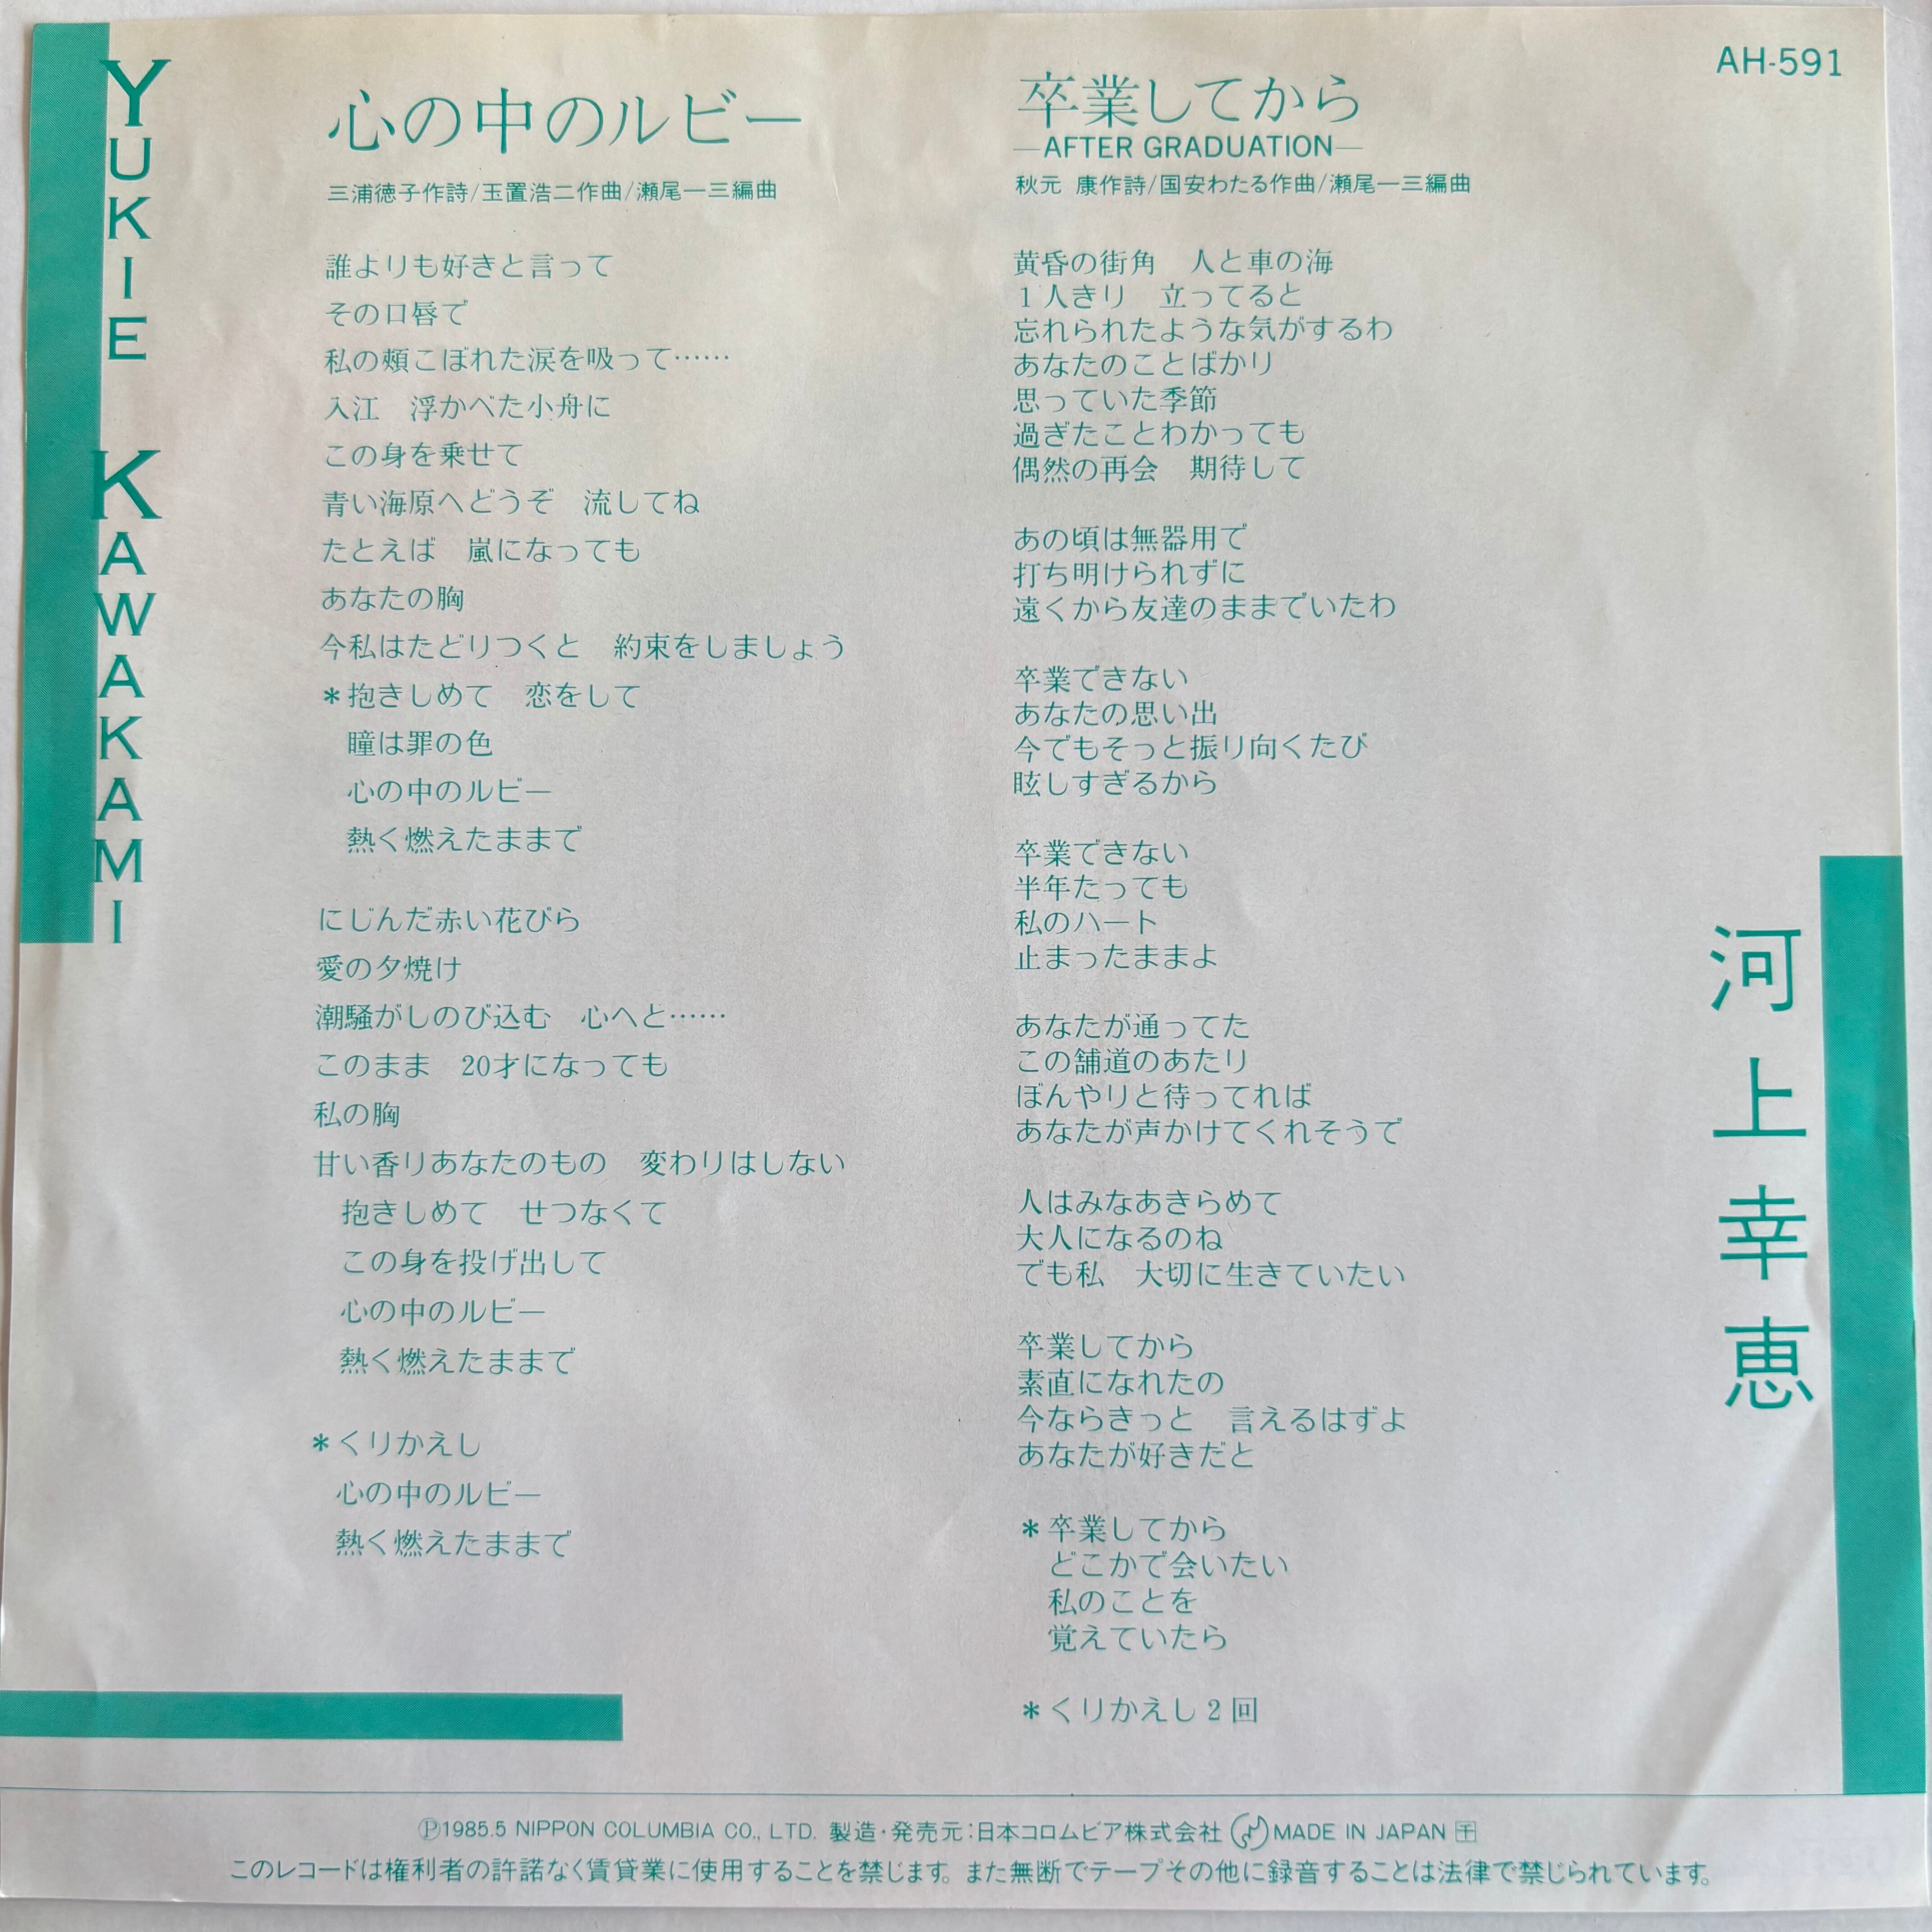 YUKIE KAWAKAMI
心の中のルビー
三浦徳子作詩/玉置浩二作曲/瀬尾一三編曲
誰よりも好きと言って
その口唇で
私の頬こぼれた涙を吸って……
入江　浮かべた小舟に
この身を乗せて
青い海原へどうぞ　流してね
たとえば　嵐になっても
あなたの胸
今私はたどりつくと　約束をしましょう
＊抱きしめて　恋をして
瞳は罪の色
心の中のルビー
熱く燃えたままで
にじんだ赤い花びら
愛の夕焼け
潮騒がしのび込む　心へと……
このまま　20才になっても
私の胸
甘い香りあなたのもの　変わりはしない
抱きしめて　せつなくて
この身を投げ出して
心の中のルビー
熱く燃えたままで
＊くりかえし
心の中のルビー
熱く燃えたままで
AH-591
卒業してから
—AFTER GRADUATION—
秋元 康作詩/国安わたる作曲/瀬尾一三編曲
黄昏の街角　人と車の海
1人きり　立ってると
忘れられたような気がするわ
あなたのことばかり
思っていた季節
過ぎたことわかっても
偶然の再会　期待して
あの頃は無器用で
打ち明けられずに
遠くから友達のままでいたわ
卒業できない
あなたの思い出
今でもそっと振り向くたび
眩しすぎるから
卒業できない
半年たっても
私のハート
止まったままよ
あなたが通ってた
この舗道のあたり
ぼんやりと待ってれば
あなたが声かけてくれそうで
人はみなあきらめて
大人になるのね
でも私　大切に生きていたい
卒業してから
素直になれたの
今ならきっと　言えるはずよ
あなたが好きだと
＊卒業してから
どこかで会いたい
私のことを
覚えていたら
＊くりかえし2回
河上幸恵
Ⓟ1985.5 NIPPON COLUMBIA CO., LTD. 製造・発売元：日本コロムビア株式会社 MADE IN JAPAN
このレコードは権利者の許諾なく賃貸業に使用することを禁じます。また無断でテープその他に録音することは法律で禁じられています。